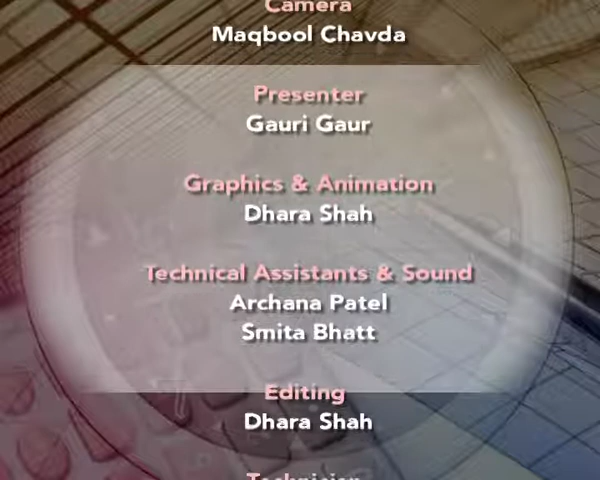 Camera
Maqbool Chavda
Presenter
Gauri Gaur
Graphics & Animation
Dhara Shah
Technical Assistants & Sound
Archana Patel
Smita Bhatt
Editing
Dhara Shah